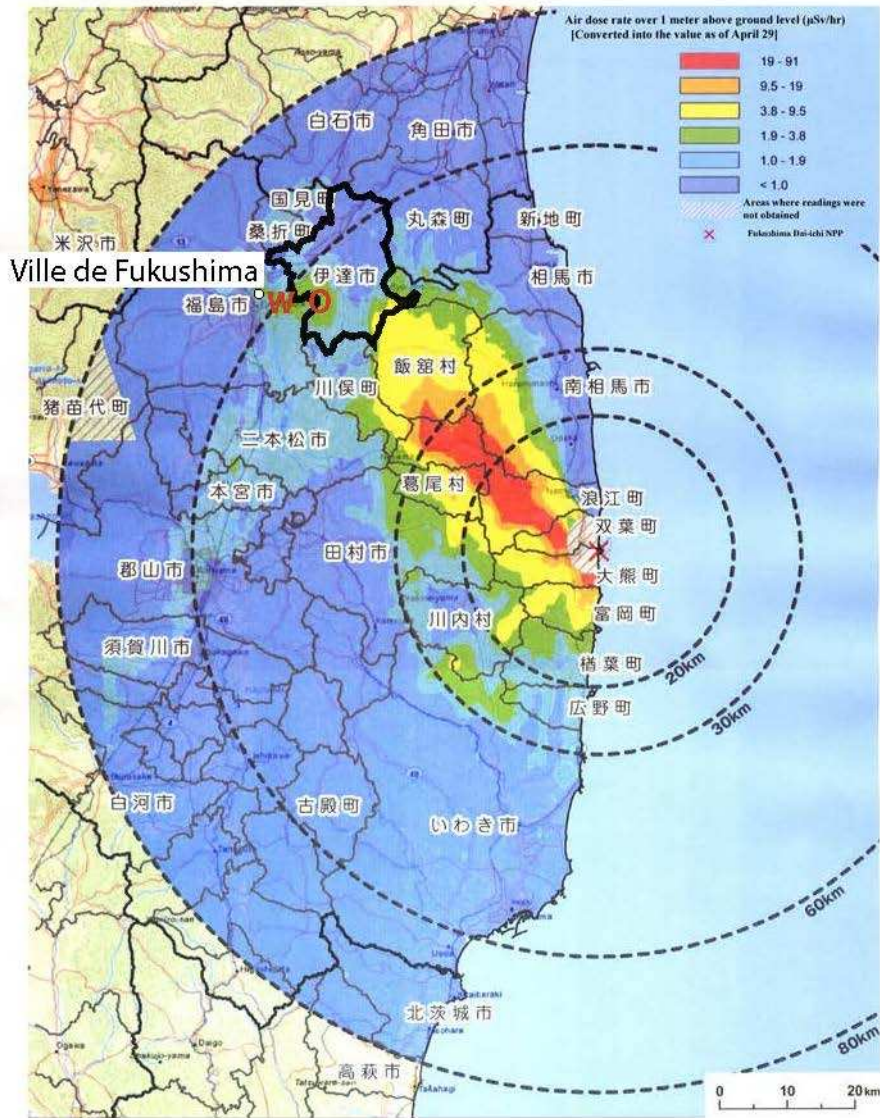 Air dose rate over 1 meter above ground level (μSv/hr)
[Converted into the value as of April 29]
19 - 91
9.5 - 19
3.8 - 9.5
1.9 - 3.8
1.0 - 1.9
< 1.0
Areas where readings were
not obtained
Fukushima Dai-ichi NPP
白石市
角田市
国見町
桑折町
丸森町
新地町
米沢市
伊達市
相馬市
Ville de Fukushima
福島市
W O
飯舘村
川俣町
南相馬市
猪苗代町
二本松市
本宮市
葛尾村
浪江町
双葉町
田村市
郡山市
大熊町
川内村
富岡町
須賀川市
楢葉町
20km
広野町
30km
白河市
古殿町
いわき市
60km
北茨城市
80km
高萩市
Ogawa
Daigo
0 10 20 km